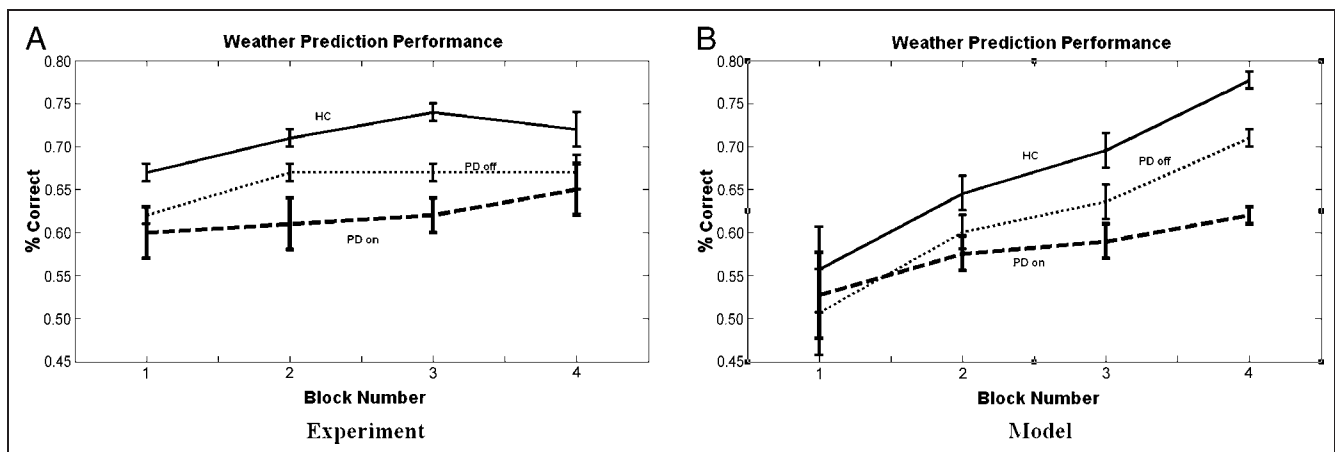 A
Weather Prediction Performance
0.80
0.75
0.70
0.65
0.60
0.55
0.50
0.45
% Correct
HC
PD off
PD on
1 2 3 4
Block Number
Experiment
B
Weather Prediction Performance
0.80
0.75
0.70
0.65
0.60
0.55
0.50
0.45
% Correct
HC
PD off
PD on
1 2 3 4
Block Number
Model